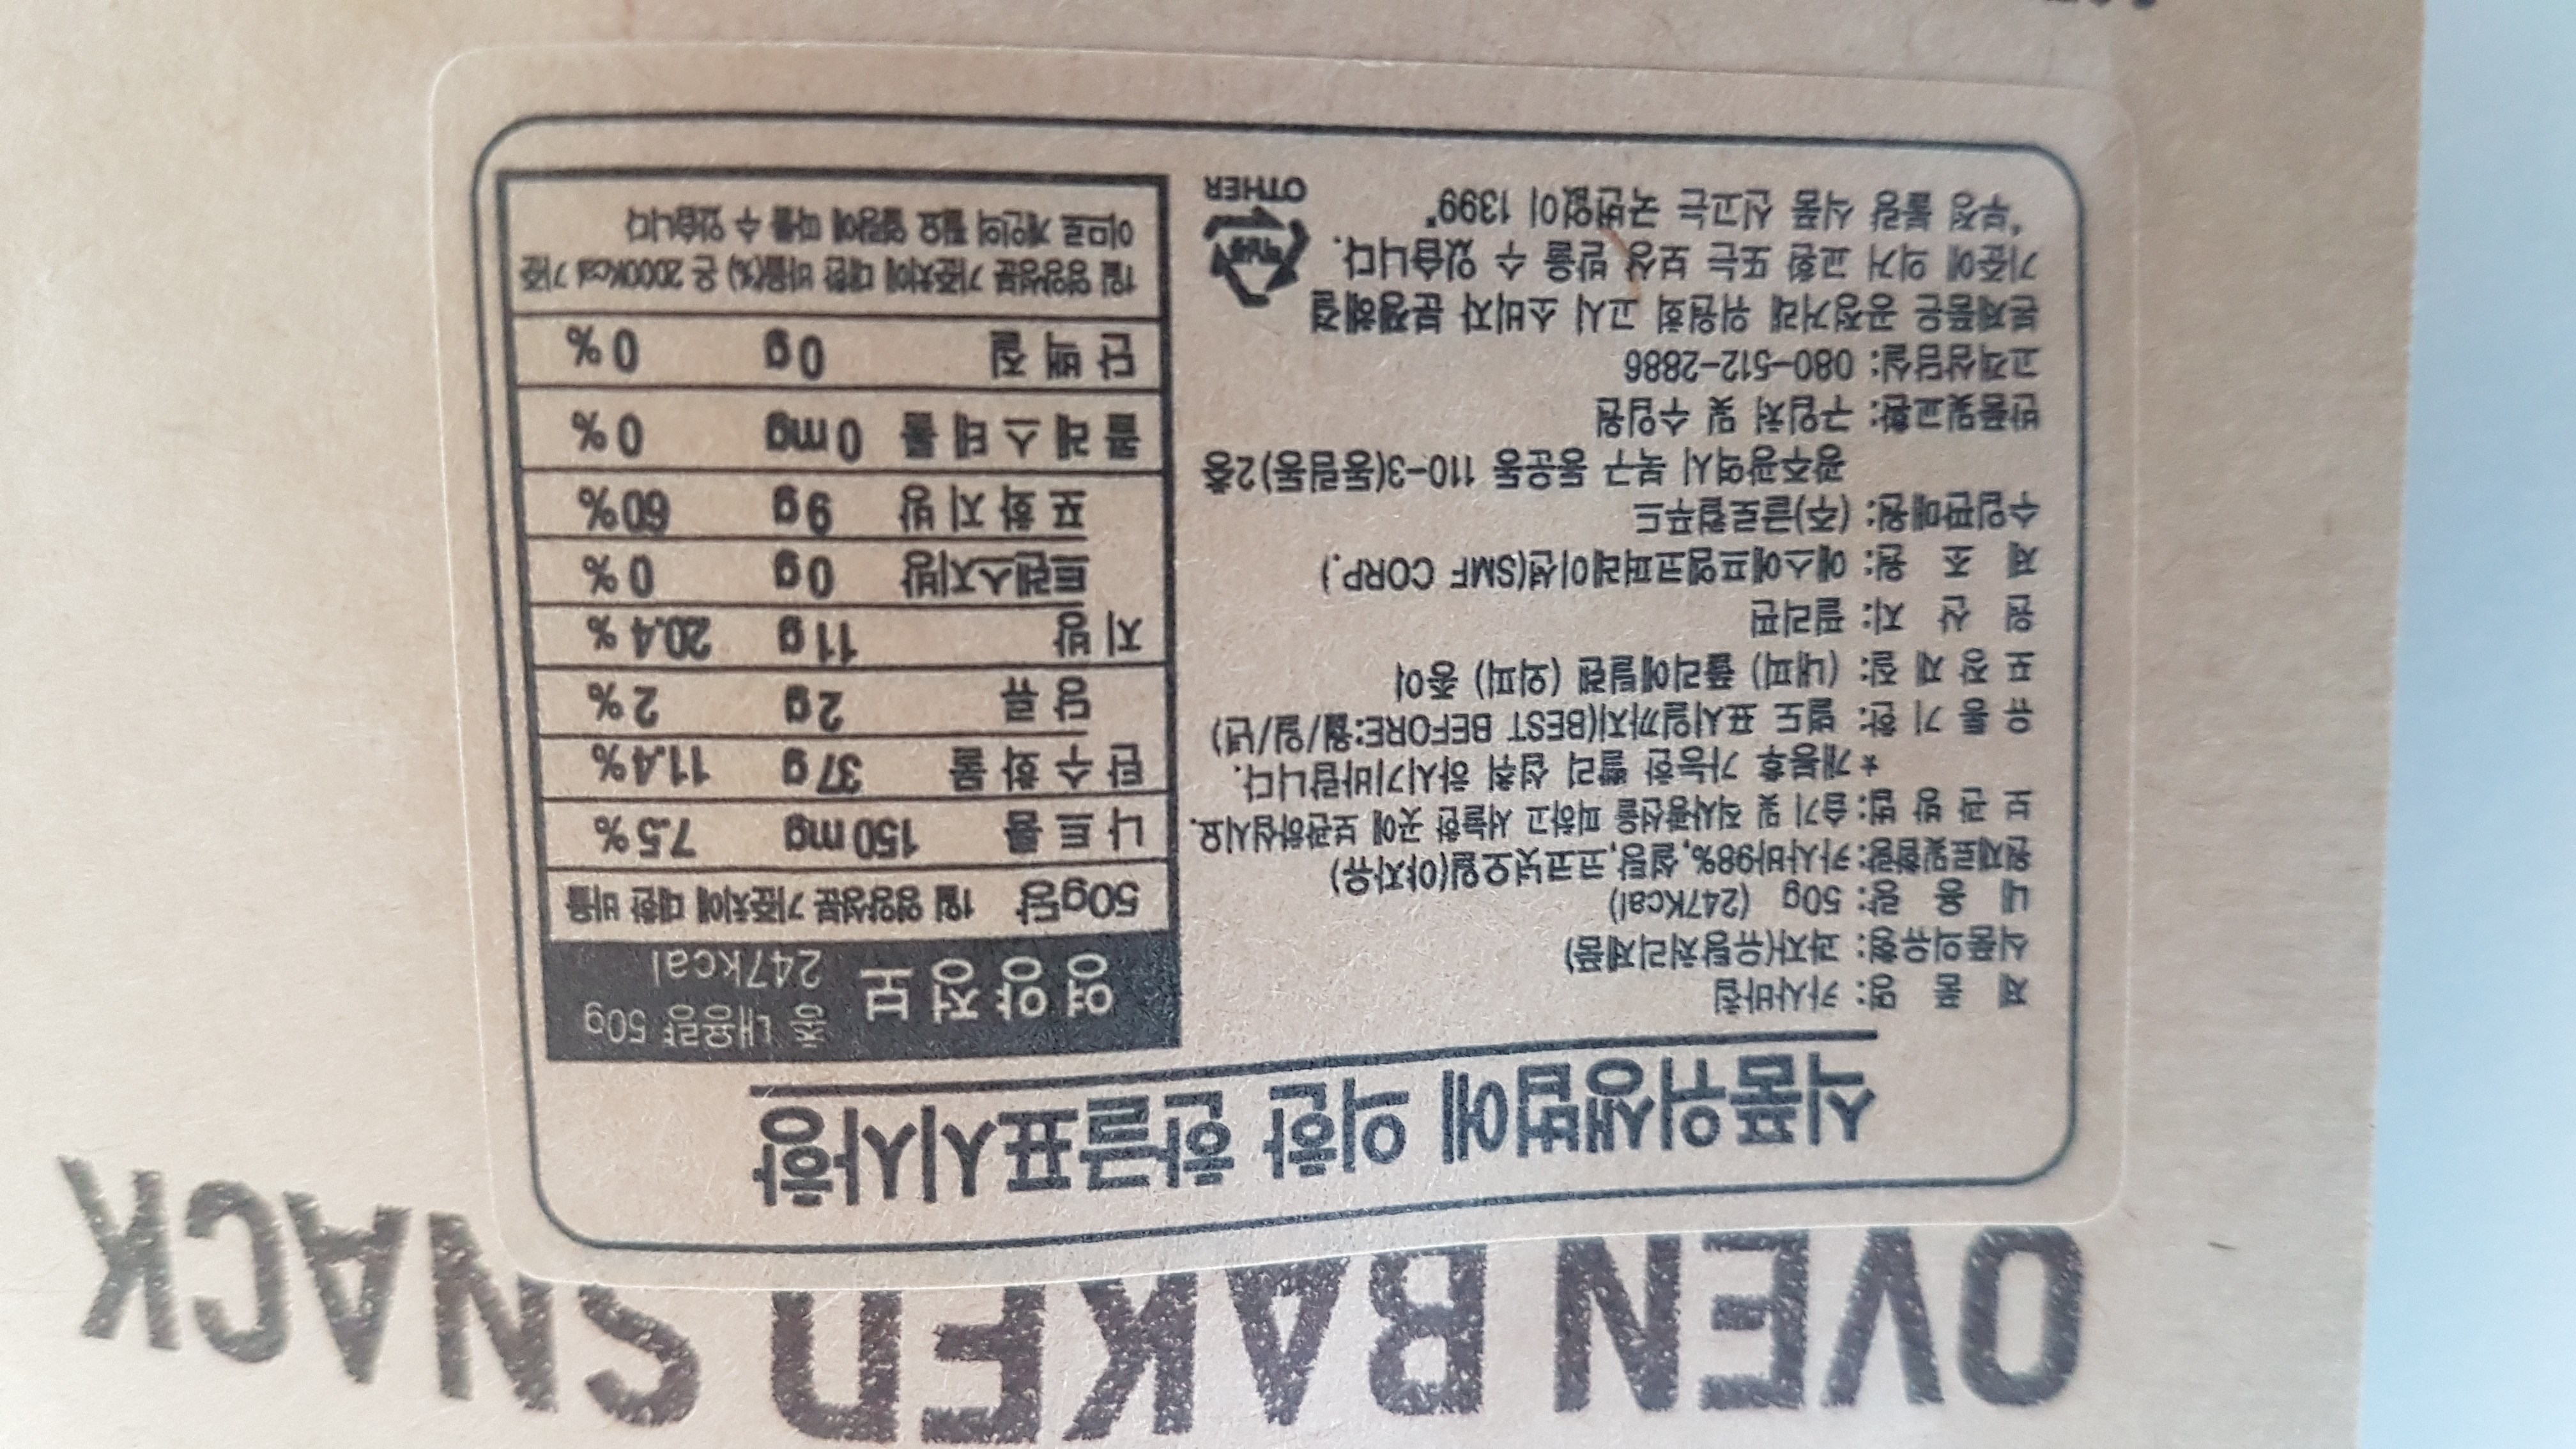 OVEN BAKED SNACK
식품위생법에 의한 한글표시사항
제 품 명: 카사바칩
식품의유형: 과자(유탕처리제품)
내 용 량: 50g (247Kcal)
원재료및함량: 카사바98%, 설탕, 코코넛오일(야자유)
보 관 방 법: 습기 및 직사광선을 피하고 서늘한 곳에 보관하십시요.
*개봉후 가능한 빨리 섭취 하시기바랍니다.
유 통 기 한: 별도 표시일까지(BEST BEFORE:월/일/년)
포 장 재 질: (내피) 폴리에틸렌 (외피) 종이
원 산 지: 필리핀
제 조 원: 에스에프엠코퍼레이션(SMF CORP.)
수입판매원: (주)글로컬푸드
광주광역시 북구 동운동 110-3(동림동)2층
반품및교환: 구입처 및 수입원
고객상담실: 080-512-2886
본제품은 공정거래 위원회 고시 소비자 분쟁해결
기준에 의거 교환 또는 보상 받을 수 있습니다.
"부정 불량 식품 신고는 국번없이 1399"
OTHER
영양정보
총 내용량 50g
247kcal
50g당 1일 영양성분 기준치에 대한 비율
나트륨 150mg 7.5%
탄수화물 37g 11.4%
당류 2g 2%
지방 11g 20.4%
트랜스지방 0g 0%
포화지방 9g 60%
콜레스테롤 0mg 0%
단백질 0g 0%
1일 영양성분 기준치에 대한 비율(%)은 2000Kcal 기준
이므로 개인의 필요 열량에 따를 수 있습니다